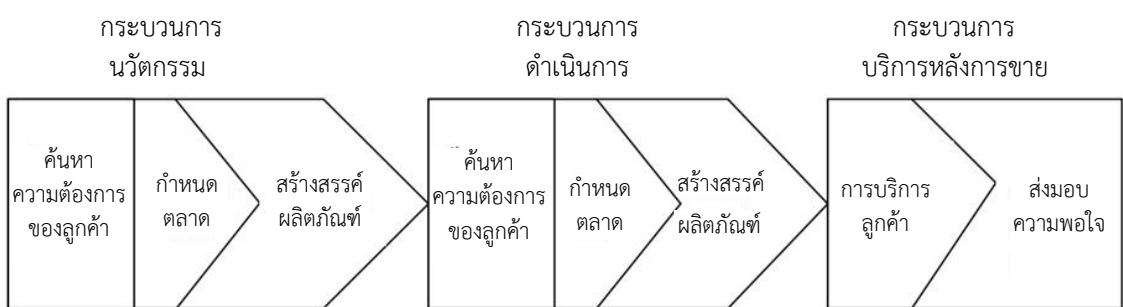 กระบวนการ
นวัตกรรม
กระบวนการ
ดำเนินการ
กระบวนการ
บริการหลังการขาย
ค้นหา
ความต้องการ
ของลูกค้า
กำหนด
ตลาด
สร้างสรรค์
ผลิตภัณฑ์
ค้นหา
ความต้องการ
ของลูกค้า
กำหนด
ตลาด
สร้างสรรค์
ผลิตภัณฑ์
การบริการ
ลูกค้า
ส่งมอบ
ความพอใจ